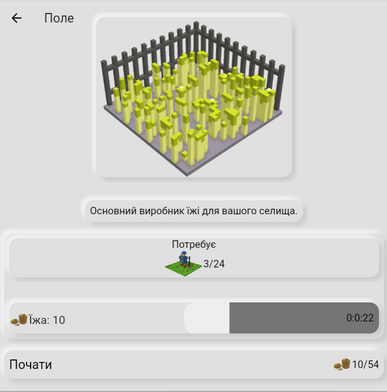 Поле
Основний виробник їжі для вашого селища.
Потребує
3/24
Їжа: 10
0:0:22
Почати
10/54